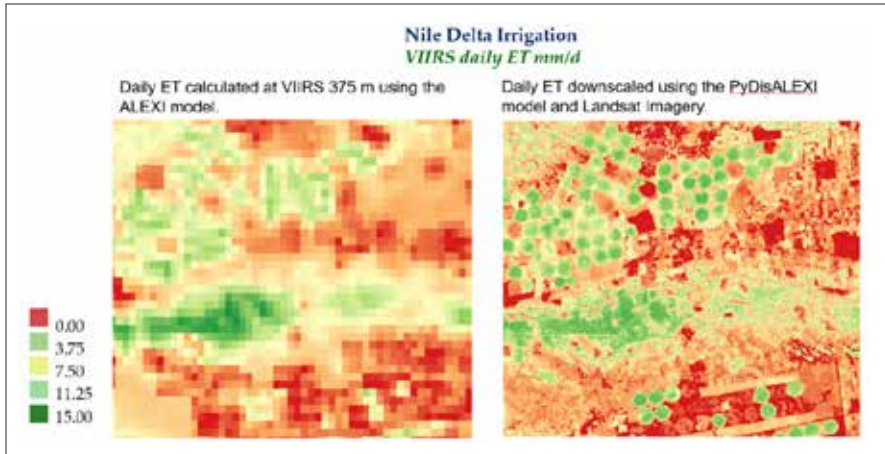 Nile Delta Irrigation
VIIRS daily ET mm/d
Daily ET calculated at VIIRS 375 m using the
ALEXI model.
Daily ET downscaled using the PyDisALEXI
model and Landsat Imagery.
0.00
3.75
7.50
11.25
15.00